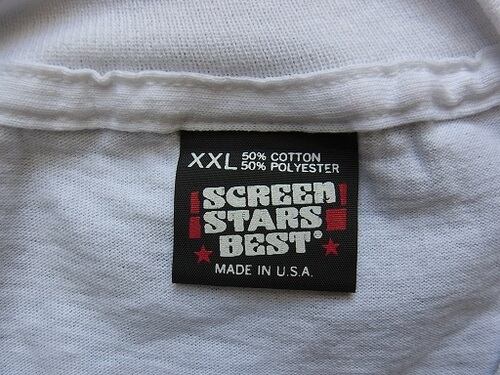 XXL 50% COTTON
50% POLYESTER
SCREEN
STARS
BEST®
MADE IN U.S.A.